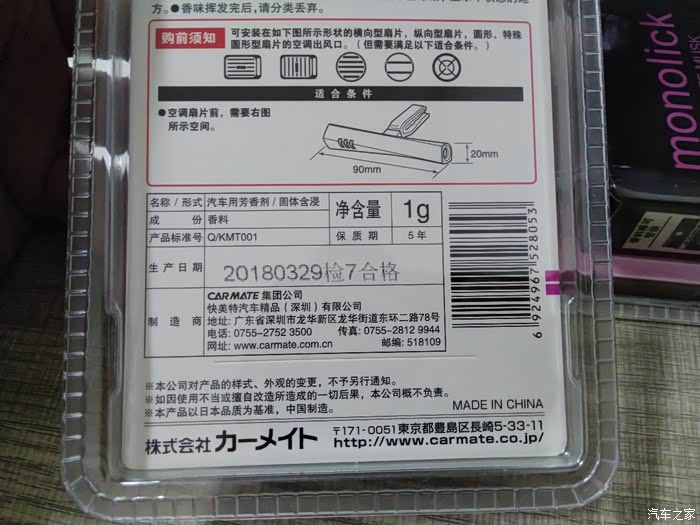 方。●香味挥发完后，请分类丢弃。
购前须知
可安装在如下图所示形状的横向型扇片，纵向型扇片，圆形、特殊
圆形型扇片的空调出风口。（但需要满足以下适合条件。）
适合条件
●空调扇片前，需要右图
所示空间。
20mm
90mm
名称／形式 汽车用芳香剂／固体含浸 净含量 1g
成 份 香料
产品标准号 Q/KMT001 保质期 5年
生产日期 20180329检7合格
制造商
CARMATE 集团公司
快美特汽车精品（深圳）有限公司
地址：广东省深圳市龙华新区龙华街道东环二路78号
电话：0755-2752 3500 传真：0755-2812 9944
网址：www.carmate.com.cn 邮编：518109
6 924967 528053
※本公司对产品的样式、外观的变更，不予另行通知。
※如因使用不当或擅自改造所造成的一切后果，本公司概不负责。
※本产品以日本品质为基准，中国制造。
MADE IN CHINA
株式会社 カーメイト
〒171-0051東京都豊島区長崎5-33-11
http://www.carmate.co.jp/
monolick
MUSK
汽车之家